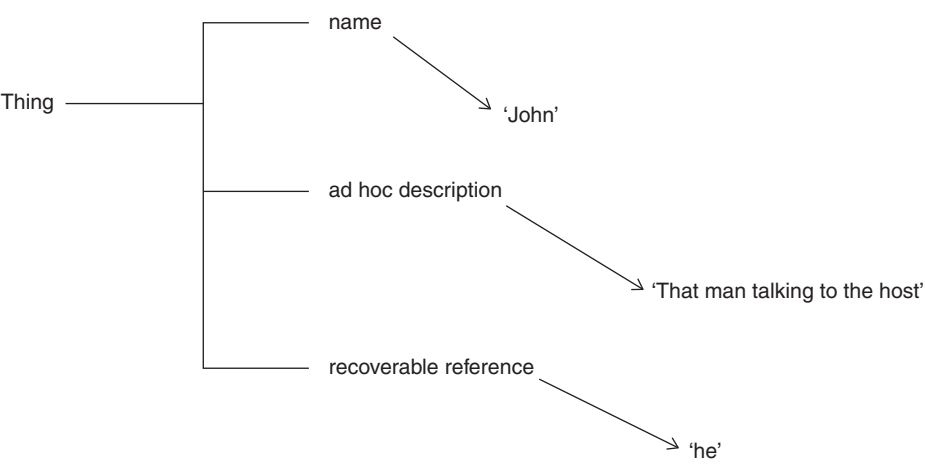 name
Thing
‘John’
ad hoc description
‘That man talking to the host’
recoverable reference
‘he’